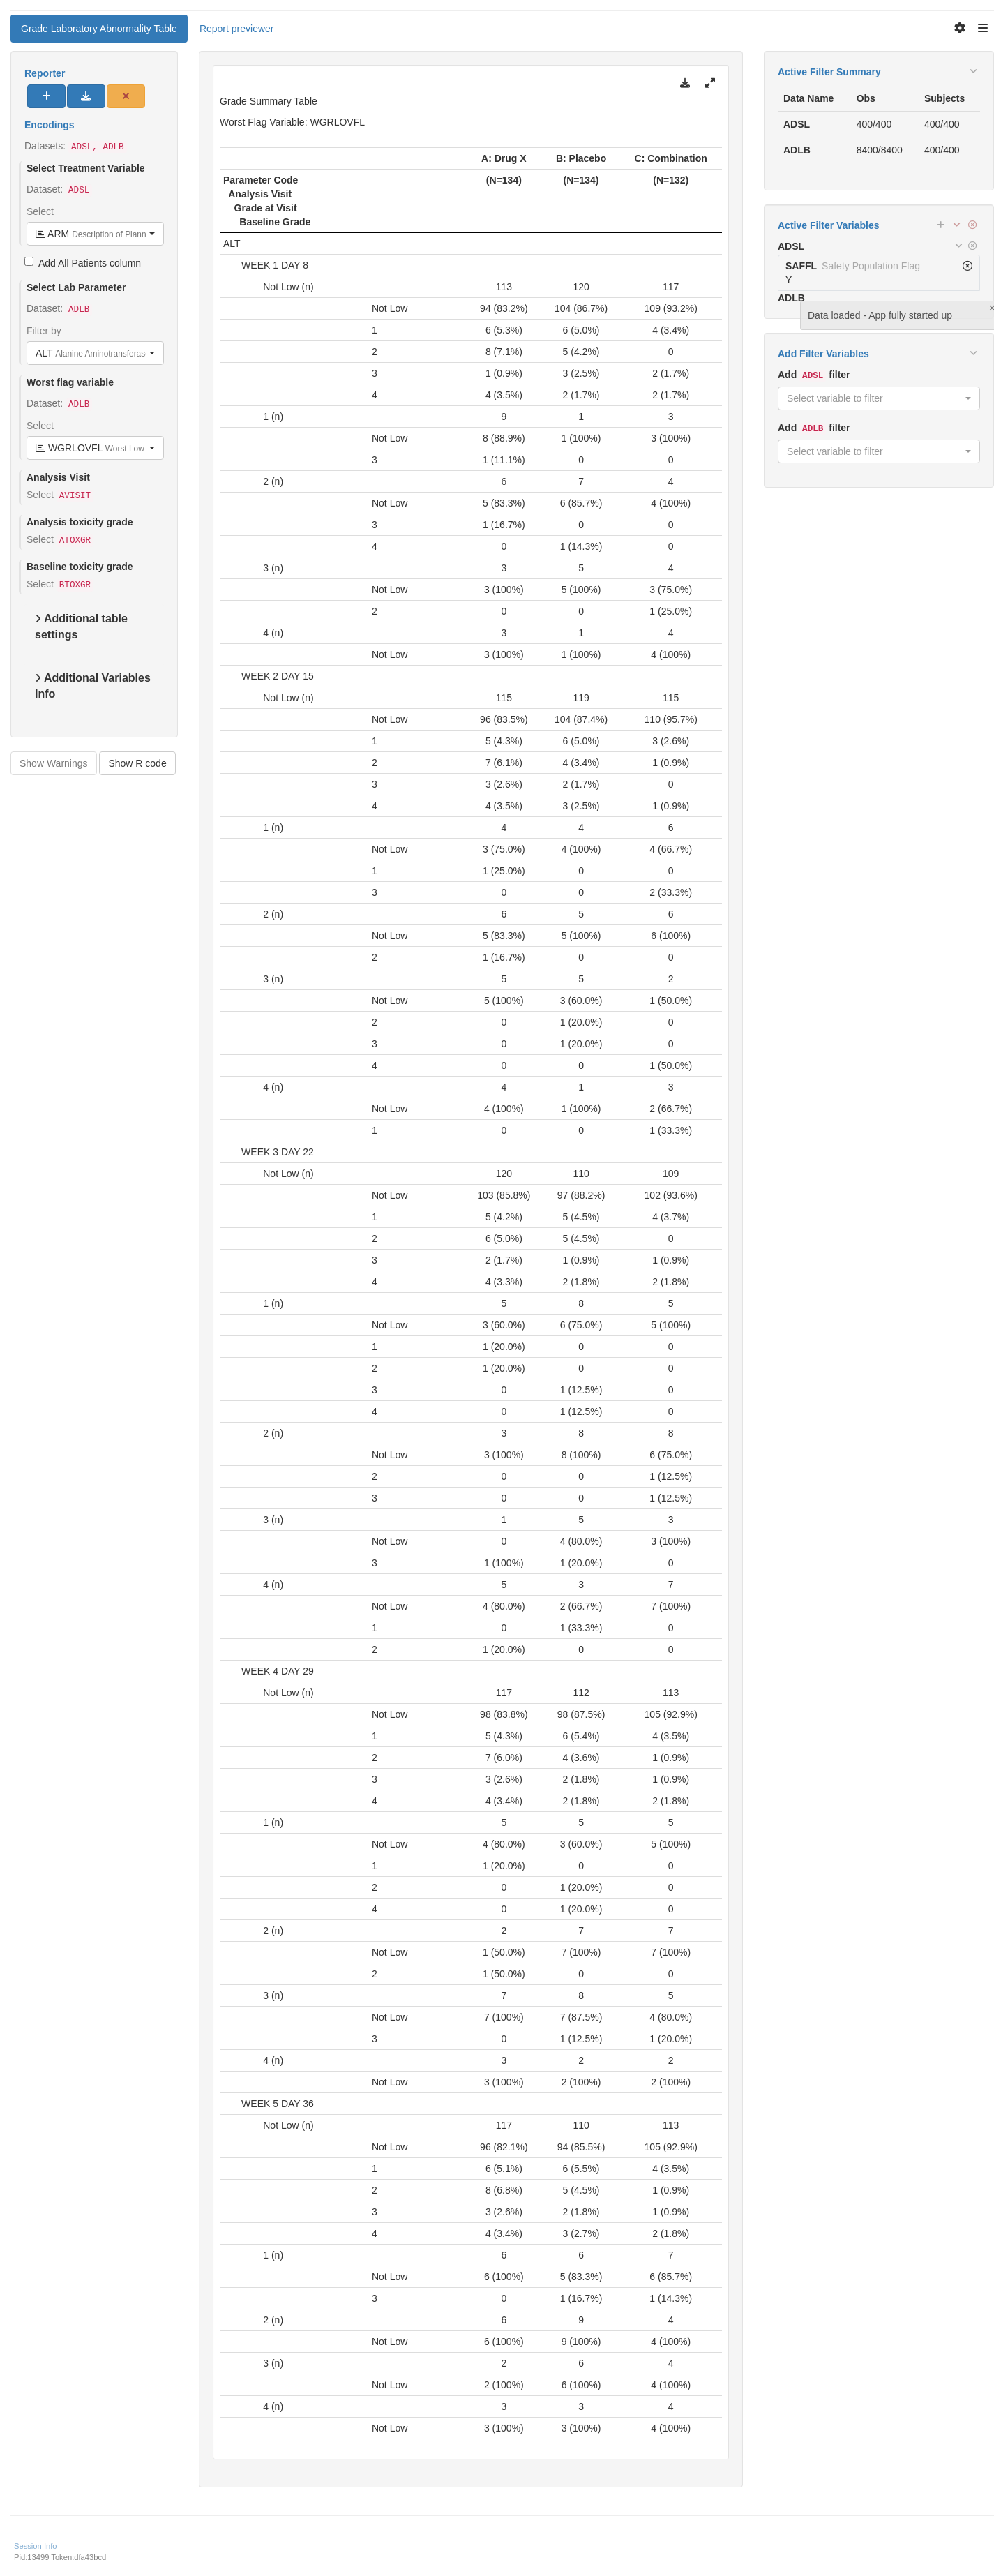 Grade Laboratory Abnormality Table Report previewer
Reporter
Encodings
Datasets: ADSL, ADLB
Select Treatment Variable
Dataset: ADSL
Select
ARM Description of Plann
Add All Patients column
Select Lab Parameter
Dataset: ADLB
Filter by
ALT Alanine Aminotransferase
Worst flag variable
Dataset: ADLB
Select
WGRLOVFL Worst Low
Analysis Visit
Select AVISIT
Analysis toxicity grade
Select ATOXGR
Baseline toxicity grade
Select BTOXGR
Additional table
settings
Additional Variables
Info
Show Warnings Show R code
Grade Summary Table
Worst Flag Variable: WGRLOVFL
A: Drug X B: Placebo C: Combination
Parameter Code (N=134) (N=134) (N=132)
Analysis Visit
Grade at Visit
Baseline Grade
ALT
WEEK 1 DAY 8
Not Low (n) 113 120 117
Not Low 94 (83.2%) 104 (86.7%) 109 (93.2%)
1 6 (5.3%) 6 (5.0%) 4 (3.4%)
2 8 (7.1%) 5 (4.2%) 0
3 1 (0.9%) 3 (2.5%) 2 (1.7%)
4 4 (3.5%) 2 (1.7%) 2 (1.7%)
1 (n) 9 1 3
Not Low 8 (88.9%) 1 (100%) 3 (100%)
3 1 (11.1%) 0 0
2 (n) 6 7 4
Not Low 5 (83.3%) 6 (85.7%) 4 (100%)
3 1 (16.7%) 0 0
4 0 1 (14.3%) 0
3 (n) 3 5 4
Not Low 3 (100%) 5 (100%) 3 (75.0%)
2 0 0 1 (25.0%)
4 (n) 3 1 4
Not Low 3 (100%) 1 (100%) 4 (100%)
WEEK 2 DAY 15
Not Low (n) 115 119 115
Not Low 96 (83.5%) 104 (87.4%) 110 (95.7%)
1 5 (4.3%) 6 (5.0%) 3 (2.6%)
2 7 (6.1%) 4 (3.4%) 1 (0.9%)
3 3 (2.6%) 2 (1.7%) 0
4 4 (3.5%) 3 (2.5%) 1 (0.9%)
1 (n) 4 4 6
Not Low 3 (75.0%) 4 (100%) 4 (66.7%)
1 1 (25.0%) 0 0
3 0 0 2 (33.3%)
2 (n) 6 5 6
Not Low 5 (83.3%) 5 (100%) 6 (100%)
2 1 (16.7%) 0 0
3 (n) 5 5 2
Not Low 5 (100%) 3 (60.0%) 1 (50.0%)
2 0 1 (20.0%) 0
3 0 1 (20.0%) 0
4 0 0 1 (50.0%)
4 (n) 4 1 3
Not Low 4 (100%) 1 (100%) 2 (66.7%)
1 0 0 1 (33.3%)
WEEK 3 DAY 22
Not Low (n) 120 110 109
Not Low 103 (85.8%) 97 (88.2%) 102 (93.6%)
1 5 (4.2%) 5 (4.5%) 4 (3.7%)
2 6 (5.0%) 5 (4.5%) 0
3 2 (1.7%) 1 (0.9%) 1 (0.9%)
4 4 (3.3%) 2 (1.8%) 2 (1.8%)
1 (n) 5 8 5
Not Low 3 (60.0%) 6 (75.0%) 5 (100%)
1 1 (20.0%) 0 0
2 1 (20.0%) 0 0
3 0 1 (12.5%) 0
4 0 1 (12.5%) 0
2 (n) 3 8 8
Not Low 3 (100%) 8 (100%) 6 (75.0%)
2 0 0 1 (12.5%)
3 0 0 1 (12.5%)
3 (n) 1 5 3
Not Low 0 4 (80.0%) 3 (100%)
3 1 (100%) 1 (20.0%) 0
4 (n) 5 3 7
Not Low 4 (80.0%) 2 (66.7%) 7 (100%)
1 0 1 (33.3%) 0
2 1 (20.0%) 0 0
WEEK 4 DAY 29
Not Low (n) 117 112 113
Not Low 98 (83.8%) 98 (87.5%) 105 (92.9%)
1 5 (4.3%) 6 (5.4%) 4 (3.5%)
2 7 (6.0%) 4 (3.6%) 1 (0.9%)
3 3 (2.6%) 2 (1.8%) 1 (0.9%)
4 4 (3.4%) 2 (1.8%) 2 (1.8%)
1 (n) 5 5 5
Not Low 4 (80.0%) 3 (60.0%) 5 (100%)
1 1 (20.0%) 0 0
2 0 1 (20.0%) 0
4 0 1 (20.0%) 0
2 (n) 2 7 7
Not Low 1 (50.0%) 7 (100%) 7 (100%)
2 1 (50.0%) 0 0
3 (n) 7 8 5
Not Low 7 (100%) 7 (87.5%) 4 (80.0%)
3 0 1 (12.5%) 1 (20.0%)
4 (n) 3 2 2
Not Low 3 (100%) 2 (100%) 2 (100%)
WEEK 5 DAY 36
Not Low (n) 117 110 113
Not Low 96 (82.1%) 94 (85.5%) 105 (92.9%)
1 6 (5.1%) 6 (5.5%) 4 (3.5%)
2 8 (6.8%) 5 (4.5%) 1 (0.9%)
3 3 (2.6%) 2 (1.8%) 1 (0.9%)
4 4 (3.4%) 3 (2.7%) 2 (1.8%)
1 (n) 6 6 7
Not Low 6 (100%) 5 (83.3%) 6 (85.7%)
3 0 1 (16.7%) 1 (14.3%)
2 (n) 6 9 4
Not Low 6 (100%) 9 (100%) 4 (100%)
3 (n) 2 6 4
Not Low 2 (100%) 6 (100%) 4 (100%)
4 (n) 3 3 4
Not Low 3 (100%) 3 (100%) 4 (100%)
Active Filter Summary
Data Name Obs Subjects
ADSL 400/400 400/400
ADLB 8400/8400 400/400
Active Filter Variables
ADSL
SAFFL Safety Population Flag
Y
ADLB
Data loaded - App fully started up
Add Filter Variables
Add ADSL filter
Select variable to filter
Add ADLB filter
Select variable to filter
Session Info
Pid:13499 Token:dfa43bcd